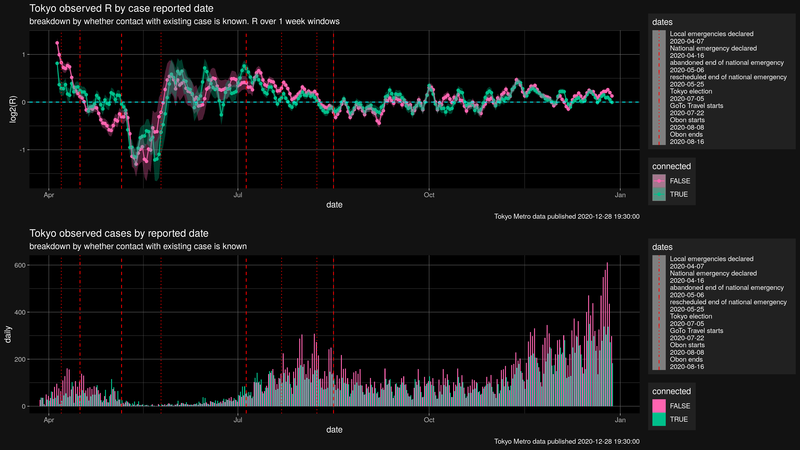 Tokyo observed R by case reported date
breakdown by whether contact with existing case is known. R over 1 week windows
log2(R)
1
0
-1
Apr
Jul
Oct
Jan
date
Tokyo Metro data published 2020-12-28 19:30:00
dates
Local emergencies declared
2020-04-07
National emergency declared
2020-04-16
abandoned end of national emergency
2020-05-06
rescheduled end of national emergency
2020-05-25
Tokyo election
2020-07-05
GoTo Travel starts
2020-07-22
Obon starts
2020-08-08
Obon ends
2020-08-16
connected
FALSE
TRUE
Tokyo observed cases by reported date
breakdown by whether contact with existing case is known
daily
600
400
200
0
Apr
Jul
Oct
Jan
date
Tokyo Metro data published 2020-12-28 19:30:00
dates
Local emergencies declared
2020-04-07
National emergency declared
2020-04-16
abandoned end of national emergency
2020-05-06
rescheduled end of national emergency
2020-05-25
Tokyo election
2020-07-05
GoTo Travel starts
2020-07-22
Obon starts
2020-08-08
Obon ends
2020-08-16
connected
FALSE
TRUE